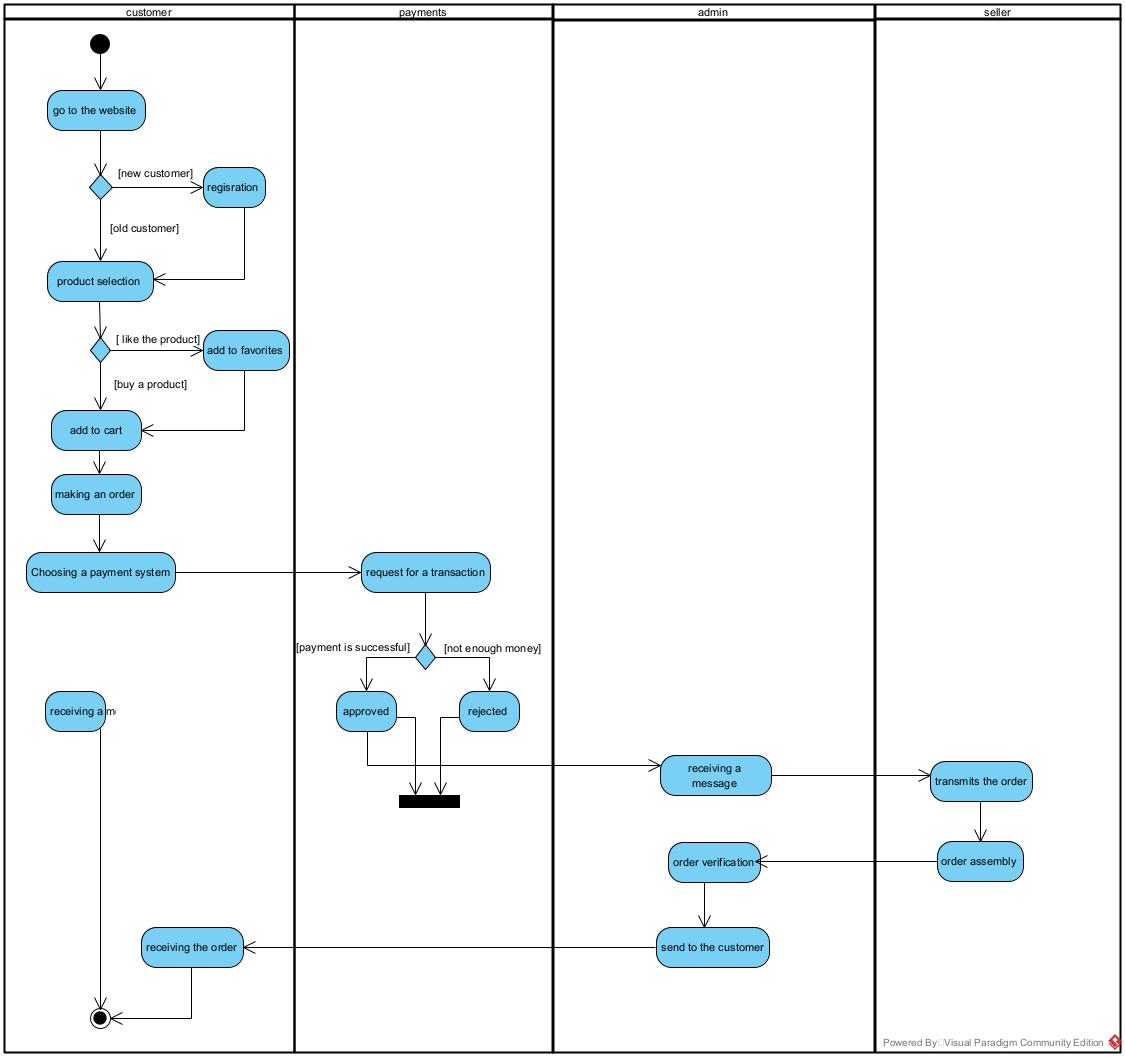 customer
payments
admin
seller
go to the website
[new customer]
regisration
[old customer]
product selection
[ like the product]
add to favorites
[buy a product]
add to cart
making an order
Choosing a payment system
request for a transaction
[payment is successful]
[not enough money]
receiving a
approved
rejected
receiving a
message
transmits the order
order verification
order assembly
receiving the order
send to the customer
Powered By Visual Paradigm Community Edition